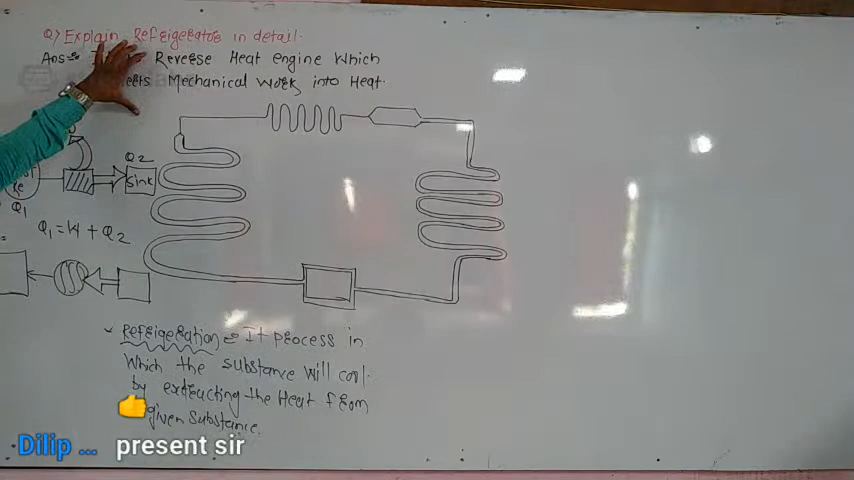 Q) Explain Refrigerator in detail.
Ans:- Reverse Heat engine which
Mechanical work into Heat.
Q2
Sink
Q1
Q1 = W + Q2
Refrigeration :- It process in
which the substance will cool
by extracting the Heat from
given substance.
Dilip ... present sir